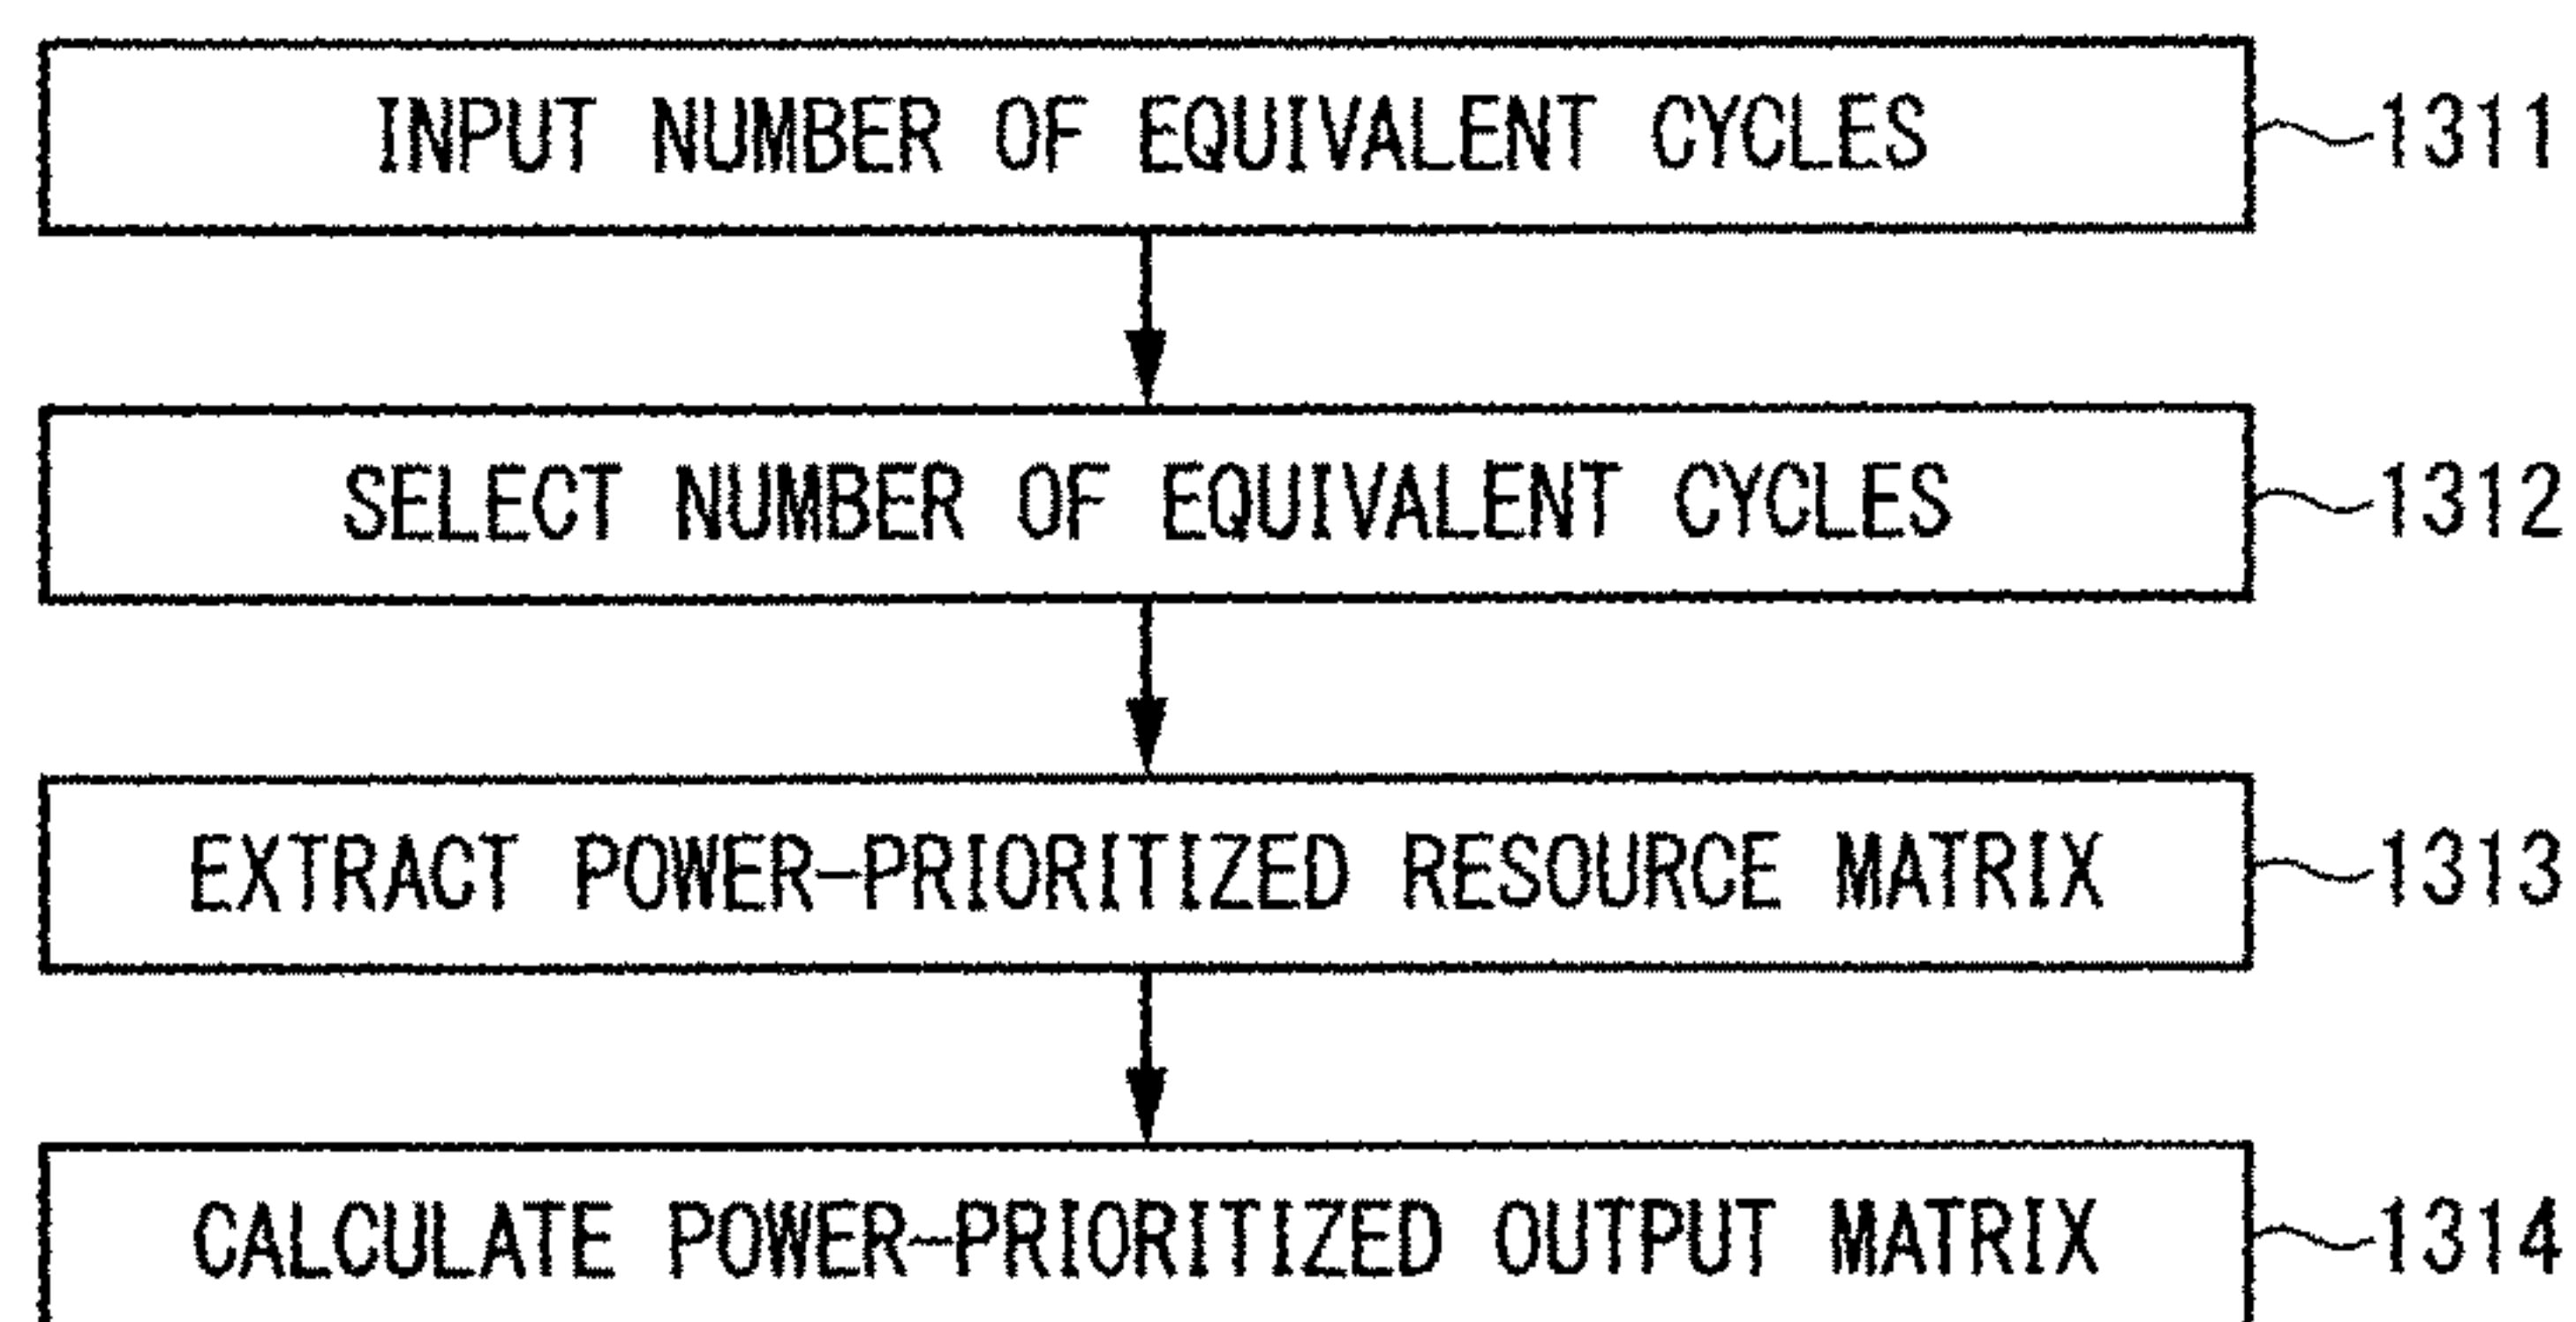 INPUT NUMBER OF EQUIVALENT CYCLES 1311
SELECT NUMBER OF EQUIVALENT CYCLES 1312
EXTRACT POWER-PRIORITIZED RESOURCE MATRIX 1313
CALCULATE POWER-PRIORITIZED OUTPUT MATRIX 1314